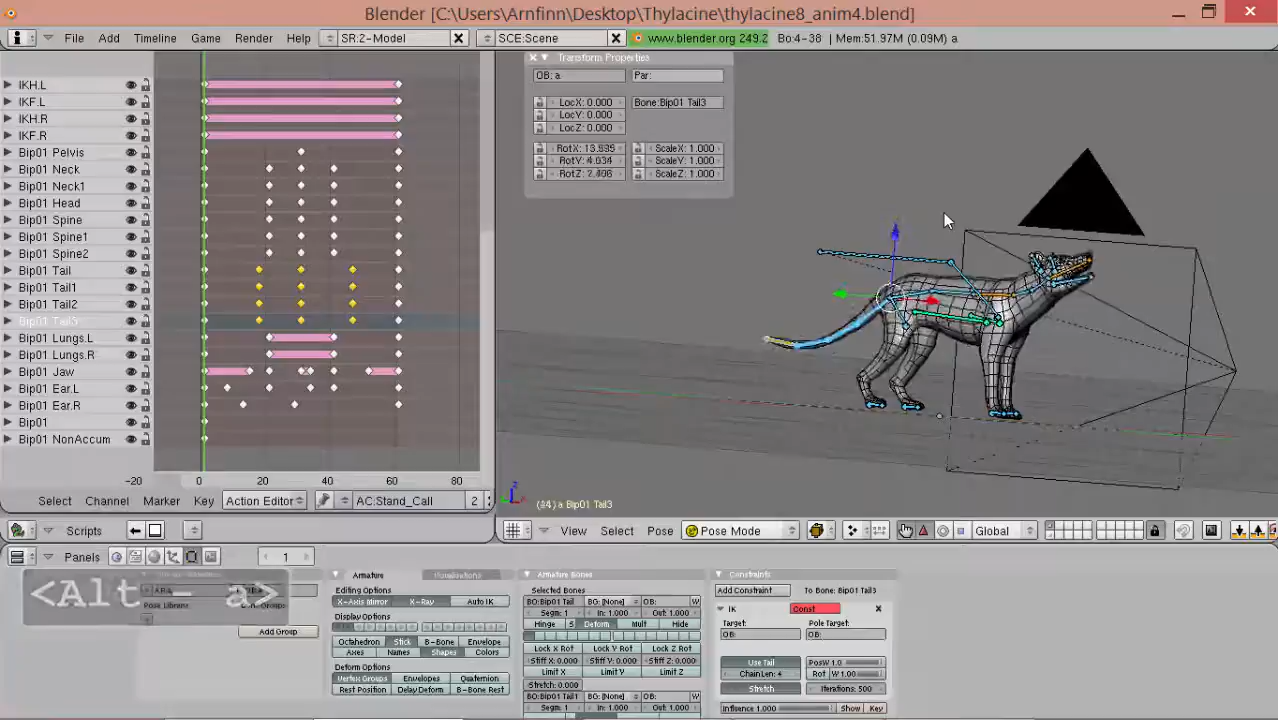 Blender [C:\Users\Arnfinn\Desktop\Thylacine\thylacine8_anim4.blend]
File Add Timeline Game Render Help SR:2-Model SCE:Scene www.blender.org 249.2 Bo:4-36 | Mem:51.97M (0.09M) a
IKH.L
IKF.L
IKH.R
IKF.R
Bip01 Pelvis
Bip01 Neck
Bip01 Neck1
Bip01 Head
Bip01 Spine
Bip01 Spine1
Bip01 Spine2
Bip01 Tail
Bip01 Tail1
Bip01 Tail2
Bip01 Tail3
Bip01 Lungs.L
Bip01 Lungs.R
Bip01 Jaw
Bip01 Ear.L
Bip01 Ear.R
Bip01
Bip01 NonAccum
-20 0 20 40 60 80
Select Channel Marker Key Action Editor AC:Stand_Call 2
Transform Properties
OB: a Par:
LocX: 0.000 Bone:Bip01 Tail3
LocY: 0.000
LocZ: 0.000
RotX: ScaleX: 1.000
RotY: 4.034 ScaleY: 1.000
RotZ: ScaleZ: 1.000
a Bip01 Tail3
View Select Pose Pose Mode Global
Scripts
Panels 1
<Alt - a>
Add Group
Armature
Editing Options
X-Axis Mirror X-Ray Auto IK
Display Options
Octahedron Stick B-Bone Envelope
Axes Names Shapes Colors
Deform Options
Vertex Groups Envelopes Quaternion
Rest Position Delay Deform B-Bone Rest
Armature Bones
Selected Bones
BO:Bip01 Tail BG: [None] OB: W
Segm: 1 In: 1.000 Out: 1.000
Hinge S Deform Mult Hide
Lock X Rot Lock Y Rot Lock Z Rot
Stiff X: 0.000 Stiff Y: 0.000 Stiff Z: 0.000
Limit X Limit Y Limit Z
Stretch: 0.000
BO:Bip01 Tail1 BG: [None] OB: W
Segm: 1 In: 1.000 Out: 1.000
Constraints
Add Constraint To Bone: Bip01 Tail3
IK Const
Target: Pole Target:
OB: OB:
Use Tail PosW 1.0
ChainLen: 4 Rot W 1.00
Stretch Iterations: 500
Influence 1.000 Show Key